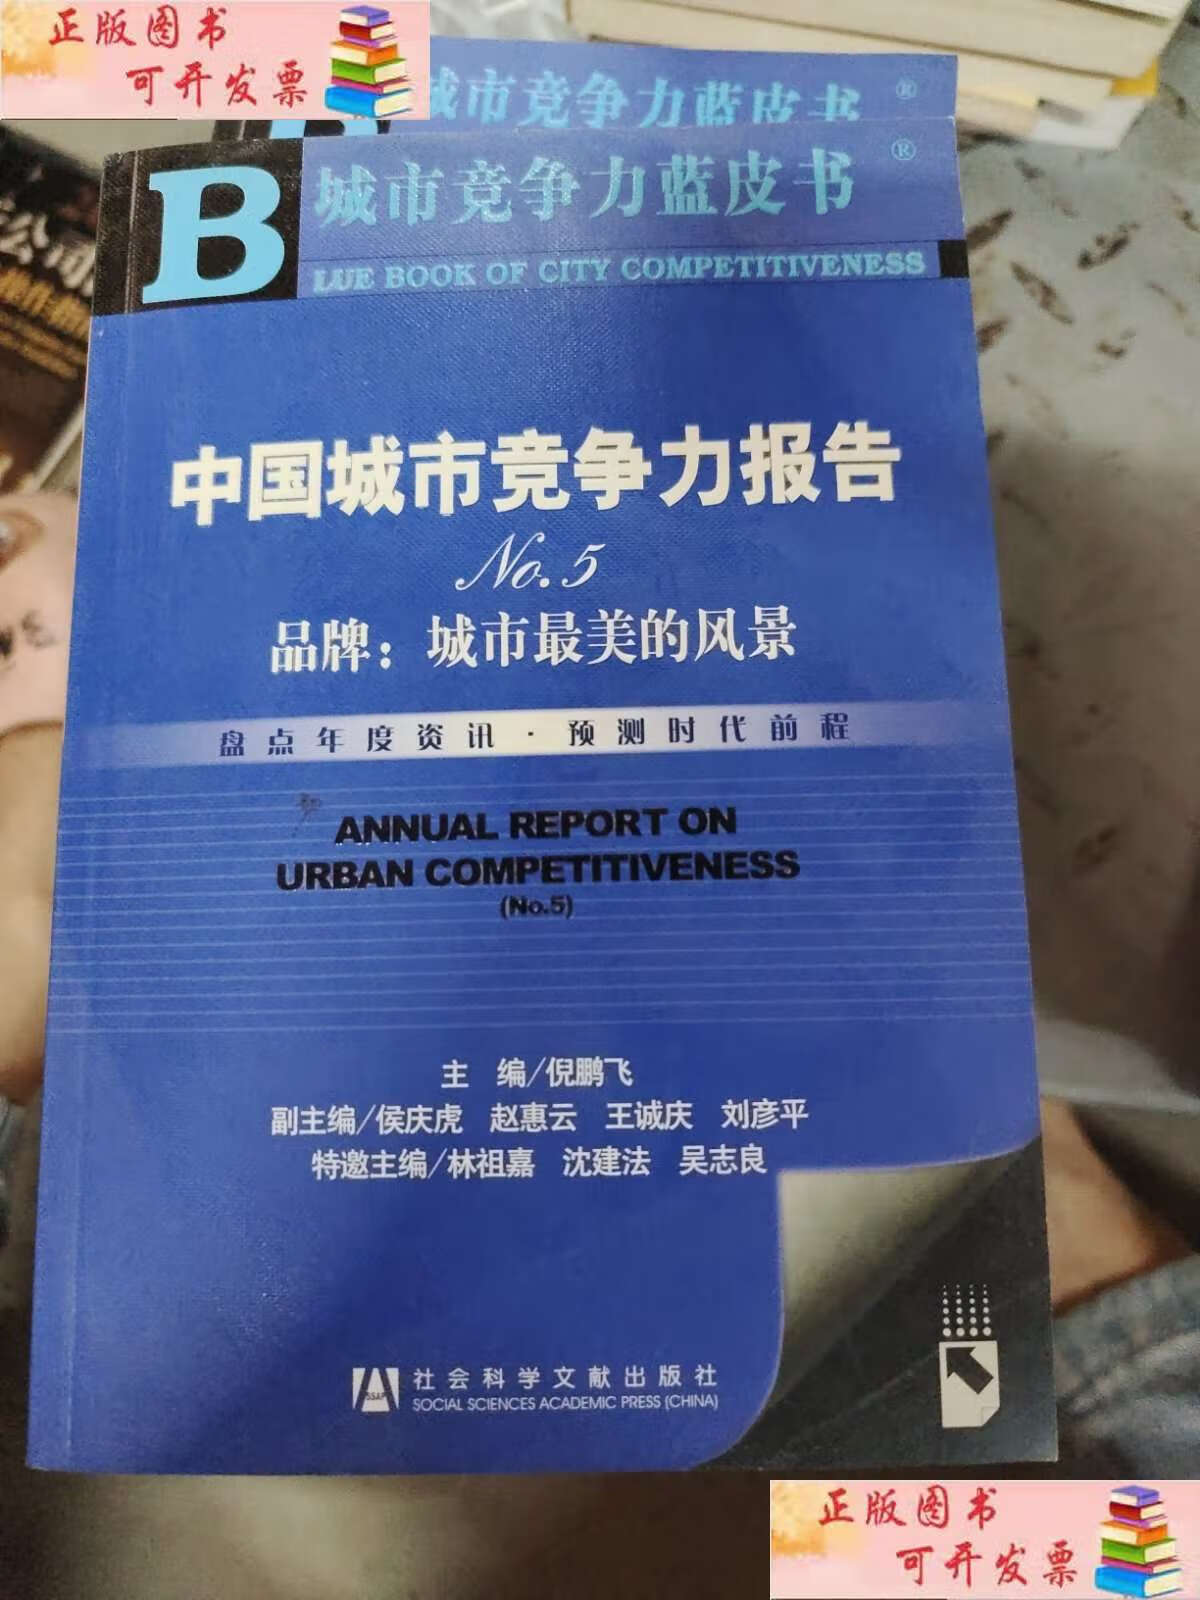 正版图书
可开发票
城市竞争力蓝皮书 ®
B 城市竞争力蓝皮书 ®
LUE BOOK OF CITY COMPETITIVENESS
公司
中国城市竞争力报告
No.5
品牌：城市最美的风景
盘点年度资讯·预测时代前程
ANNUAL REPORT ON
URBAN COMPETITIVENESS
(No.5)
主 编/倪鹏飞
副主编/侯庆虎 赵惠云 王诚庆 刘彦平
特邀主编/林祖嘉 沈建法 吴志良
SSAP
社会科学文献出版社
SOCIAL SCIENCES ACADEMIC PRESS (CHINA)
正版图书
可开发票